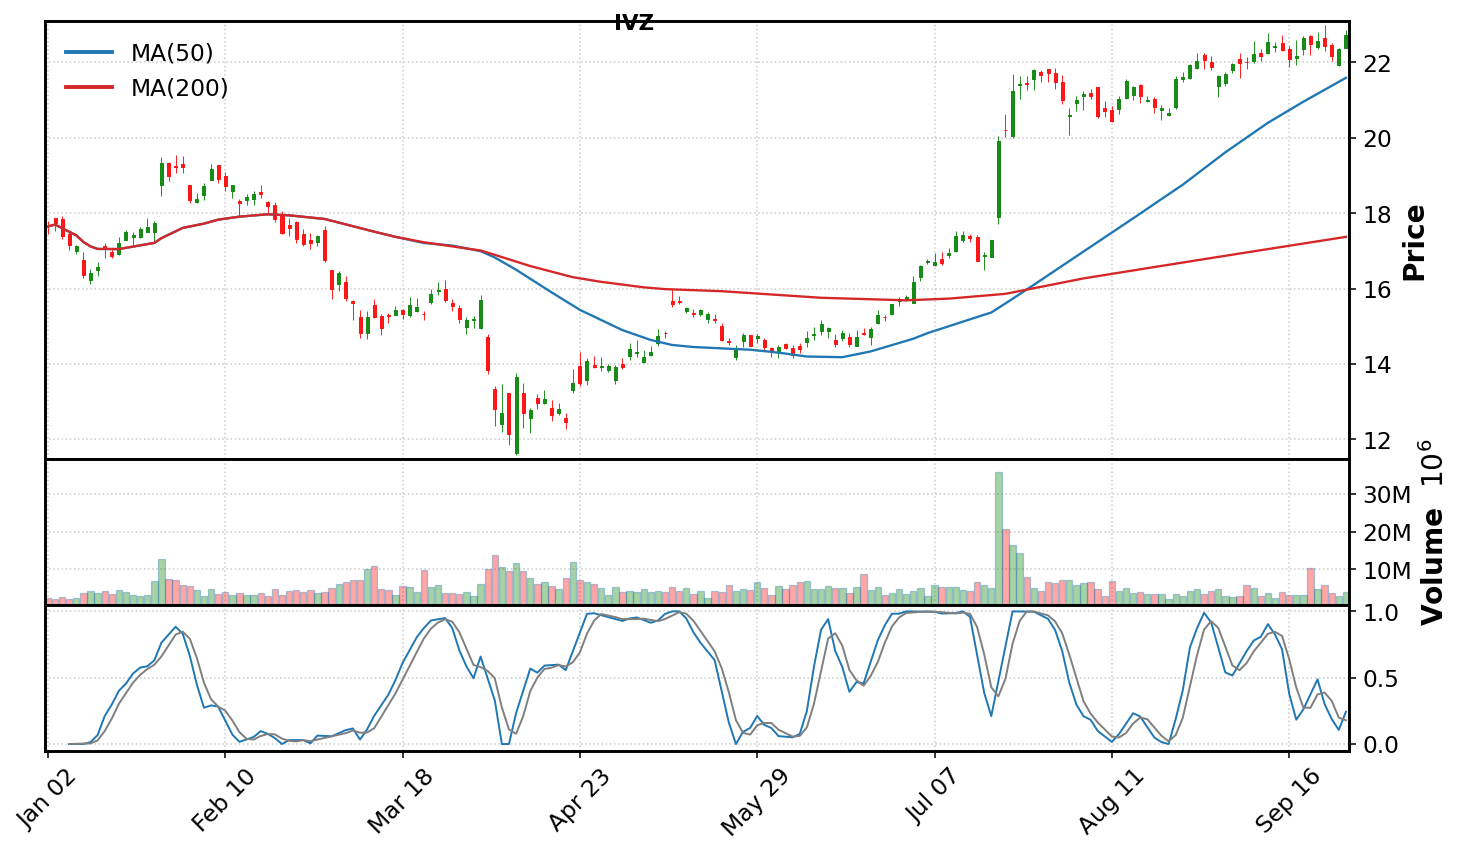 IVZ
MA(50)
MA(200)
22
20
18
16
14
12
Price
30M
20M
10M
Volume 10^6
1.0
0.5
0.0
Jan 02
Feb 10
Mar 18
Apr 23
May 29
Jul 07
Aug 11
Sep 16